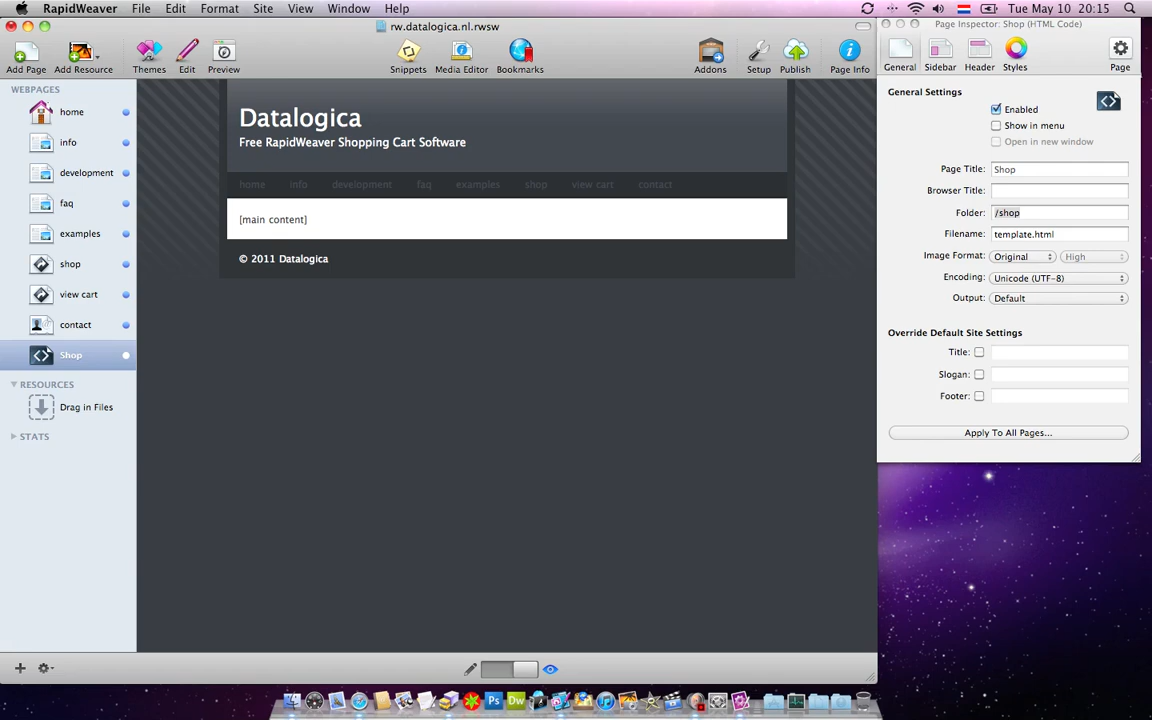 RapidWeaver File Edit Format Site View Window Help Tue May 10 20:15
rw.datalogica.nl.rwsw
Add Page Add Resource Themes Edit Preview Snippets Media Editor Bookmarks Addons Setup Publish Page Info
WEBPAGES
home
info
development
faq
examples
shop
view cart
contact
Shop
RESOURCES
Drag in Files
STATS
Datalogica
Free RapidWeaver Shopping Cart Software
home info development faq examples shop view cart contact
[main content]
© 2011 Datalogica
Page Inspector: Shop (HTML Code)
General Sidebar Header Styles Page
General Settings
Enabled
Show in menu
Open in new window
Page Title: Shop
Browser Title:
Folder: /shop
Filename: template.html
Image Format: Original High
Encoding: Unicode (UTF-8)
Output: Default
Override Default Site Settings
Title:
Slogan:
Footer:
Apply To All Pages...
Ps Dw